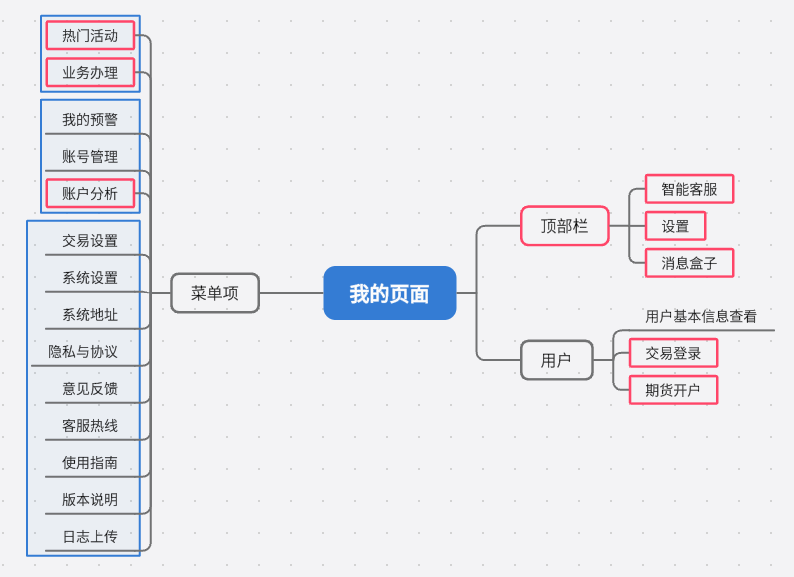 热门活动
业务办理
我的预警
账号管理
账户分析
交易设置
系统设置
系统地址
隐私与协议
意见反馈
客服热线
使用指南
版本说明
日志上传
菜单项
我的页面
顶部栏
智能客服
设置
消息盒子
用户
用户基本信息查看
交易登录
期货开户